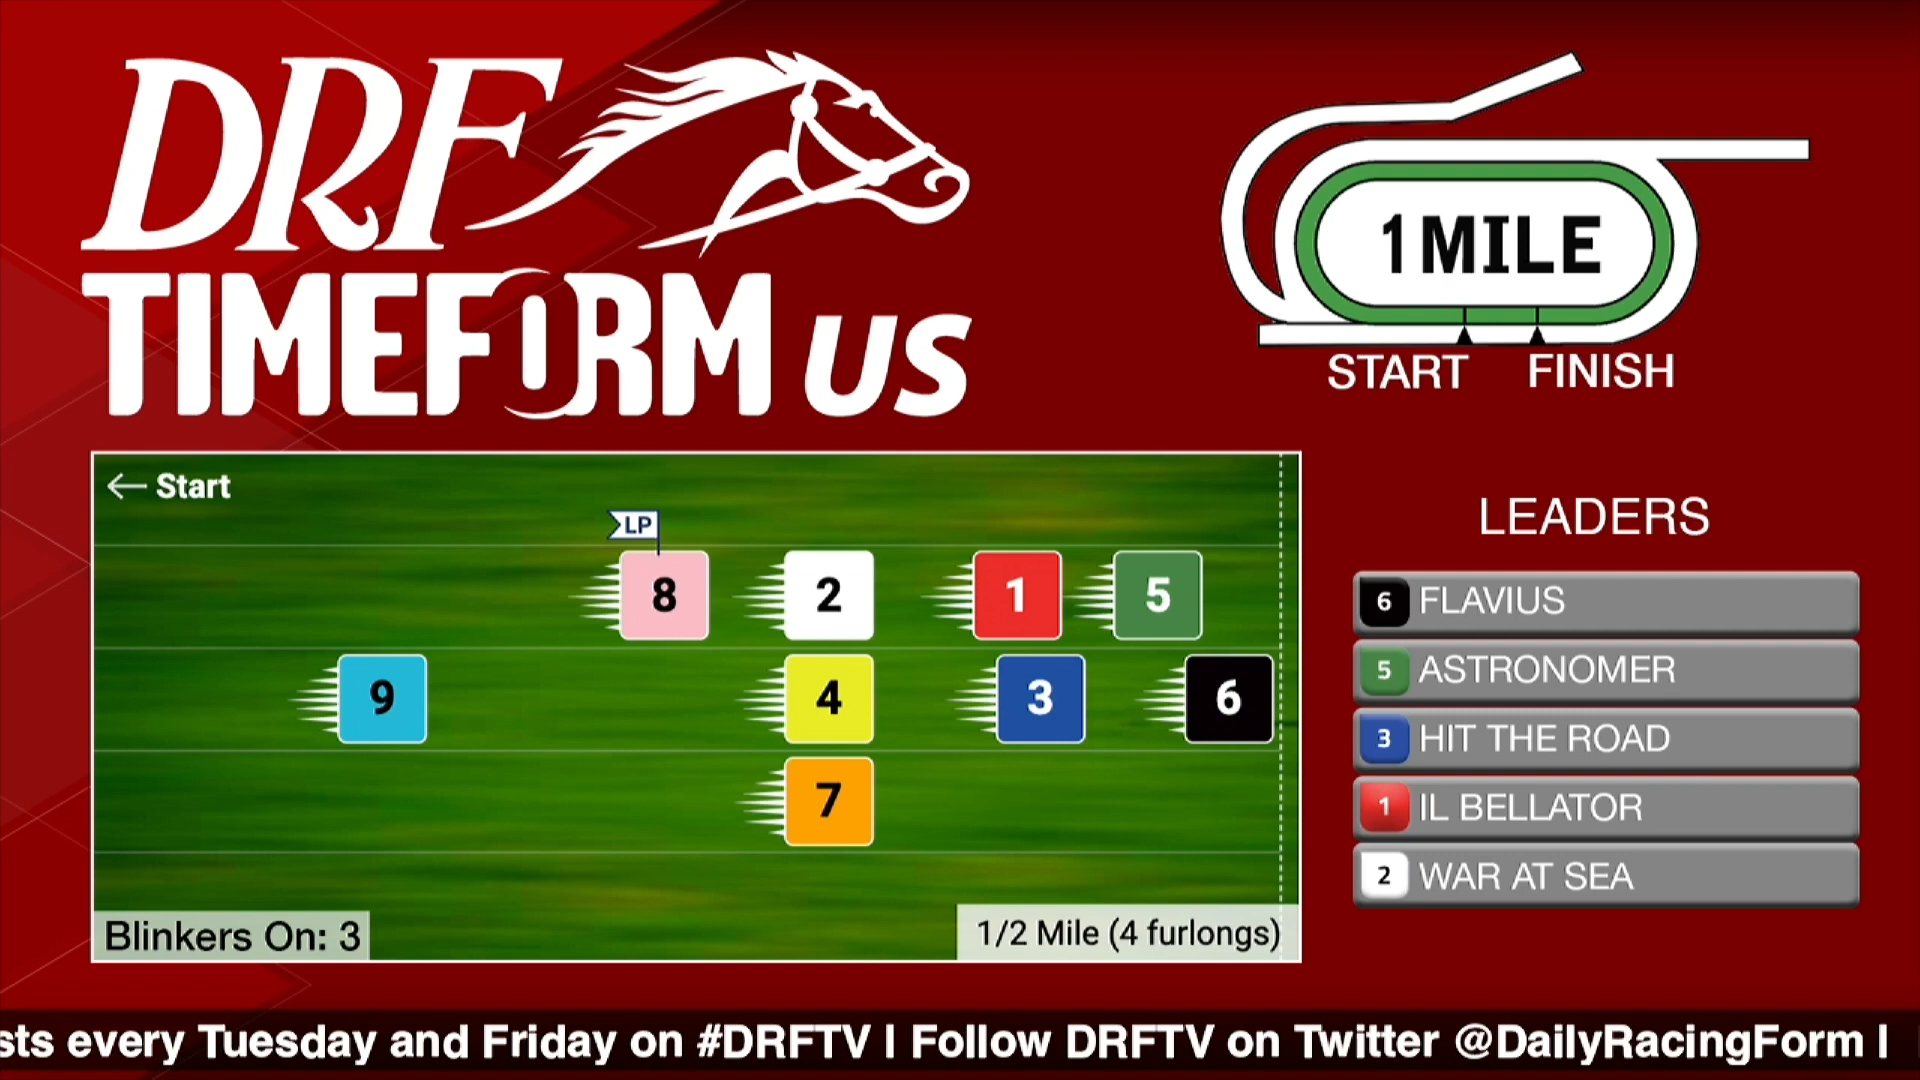 DRF
TIMEFORM US
1 MILE
START FINISH
← Start
LP
8 2 1 5
9 4 3 6
7
Blinkers On: 3
1/2 Mile (4 furlongs)
LEADERS
6 FLAVIUS
5 ASTRONOMER
3 HIT THE ROAD
1 IL BELLATOR
2 WAR AT SEA
every Tuesday and Friday on #DRFTV | Follow DRFTV on Twitter @DailyRacingForm |